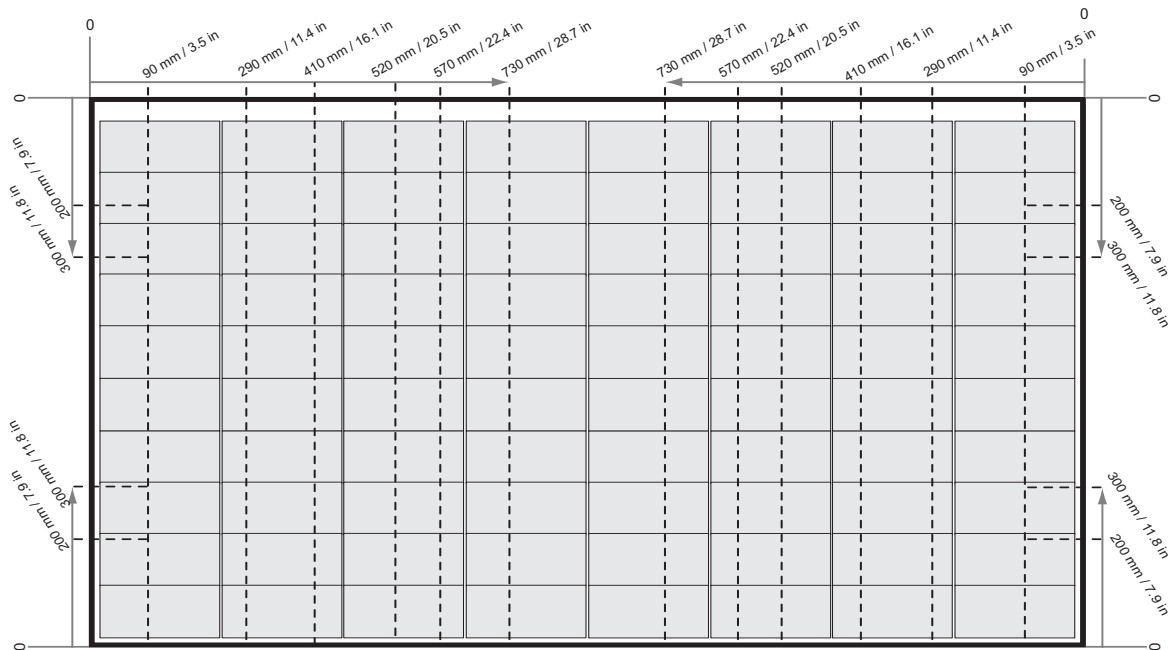 0
0
90 mm / 3.5 in
290 mm / 11.4 in
410 mm / 16.1 in
520 mm / 20.5 in
570 mm / 22.4 in
730 mm / 28.7 in
730 mm / 28.7 in
570 mm / 22.4 in
520 mm / 20.5 in
410 mm / 16.1 in
290 mm / 11.4 in
90 mm / 3.5 in
0
0
200 mm / 7.9 in
300 mm / 11.8 in
200 mm / 7.9 in
300 mm / 11.8 in
300 mm / 11.8 in
200 mm / 7.9 in
300 mm / 11.8 in
200 mm / 7.9 in
0
0